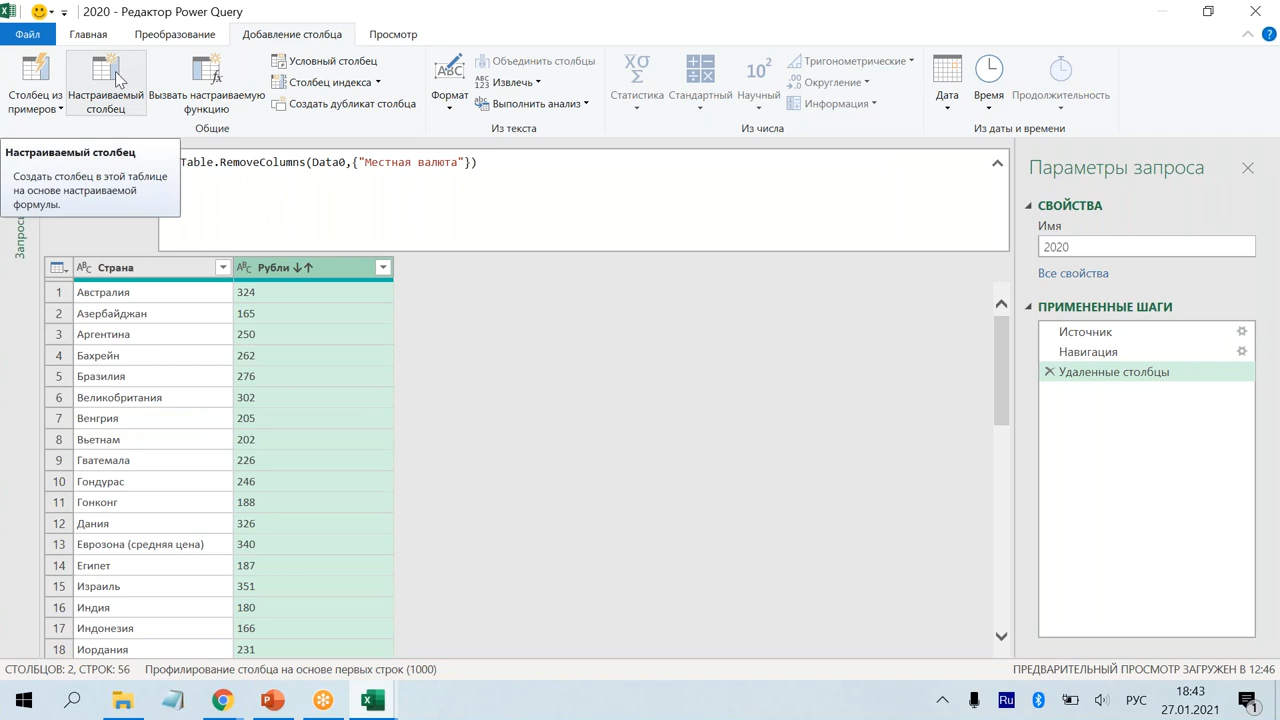 2020 - Редактор Power Query
Файл
Главная
Преобразование
Добавление столбца
Просмотр
Столбец из примеров
Настраиваемый столбец
Вызвать настраиваемую функцию
Условный столбец
Столбец индекса
Создать дубликат столбца
Общие
Формат
Объединить столбцы
Извлечь
Выполнить анализ
Из текста
Статистика
Стандартный
Научный
Тригонометрические
Округление
Информация
Из числа
Дата
Время
Продолжительность
Из даты и времени
Настраиваемый столбец
Создать столбец в этой таблице
на основе настраиваемой
формулы.
Table.RemoveColumns(Data0,{"Местная валюта"})
Запросы
Страна Рубли
1 Австралия 324
2 Азербайджан 165
3 Аргентина 250
4 Бахрейн 262
5 Бразилия 276
6 Великобритания 302
7 Венгрия 205
8 Вьетнам 202
9 Гватемала 226
10 Гондурас 246
11 Гонконг 188
12 Дания 326
13 Еврозона (средняя цена) 340
14 Египет 187
15 Израиль 351
16 Индия 180
17 Индонезия 166
18 Иордания 231
Параметры запроса
СВОЙСТВА
Имя
2020
Все свойства
ПРИМЕНЕННЫЕ ШАГИ
Источник
Навигация
Удаленные столбцы
СТОЛБЦОВ: 2, СТРОК: 56 Профилирование столбца на основе первых строк (1000) ПРЕДВАРИТЕЛЬНЫЙ ПРОСМОТР ЗАГРУЖЕН В 12:46
Ru
РУС
18:43
27.01.2021
1